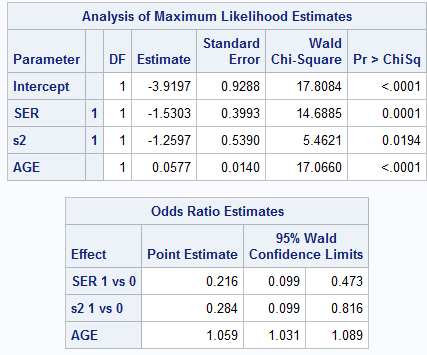 Analysis of Maximum Likelihood Estimates
Parameter DF Estimate Standard Error Wald Chi-Square Pr > ChiSq
Intercept 1 -3.9197 0.9288 17.8084 <.0001
SER 1 1 -1.5303 0.3993 14.6885 0.0001
s2 1 1 -1.2597 0.5390 5.4621 0.0194
AGE 1 0.0577 0.0140 17.0660 <.0001
Odds Ratio Estimates
Effect Point Estimate 95% Wald Confidence Limits
SER 1 vs 0 0.216 0.099 0.473
s2 1 vs 0 0.284 0.099 0.816
AGE 1.059 1.031 1.089